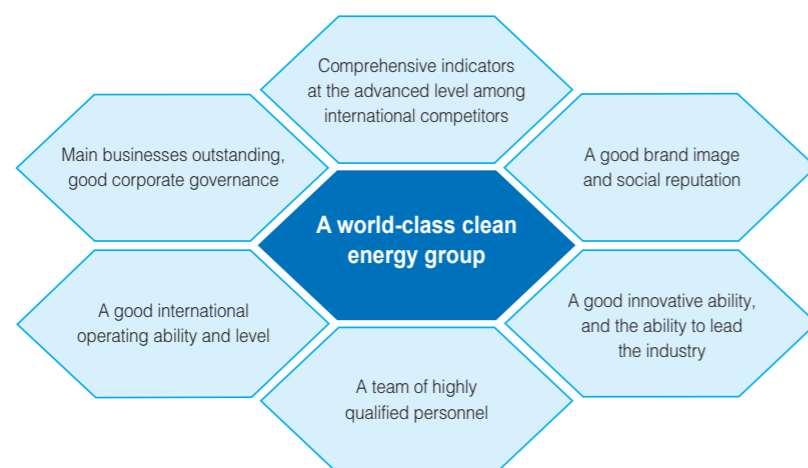 Comprehensive indicators
at the advanced level among
international competitors
Main businesses outstanding,
good corporate governance
A good brand image
and social reputation
A world-class clean
energy group
A good international
operating ability and level
A good innovative ability,
and the ability to lead
the industry
A team of highly
qualified personnel